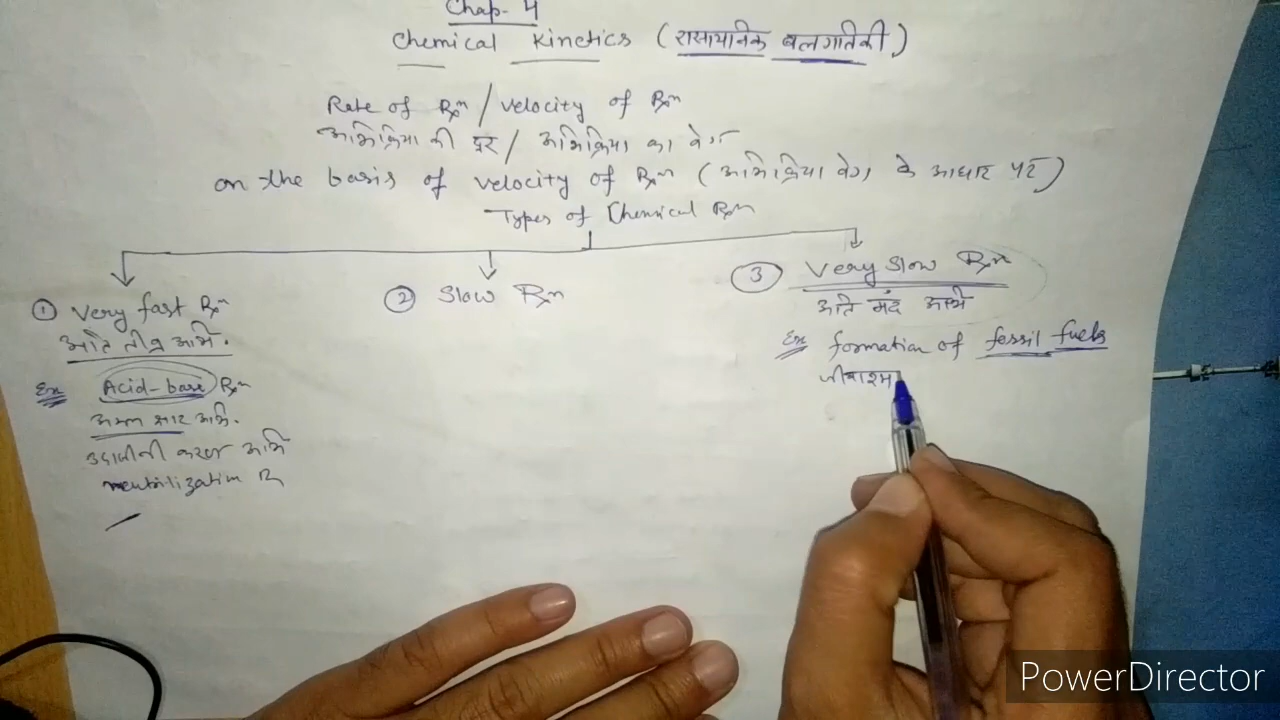 Chap- 4
Chemical Kinetics (रासायनिक बलगतिकी)
Rate of Rxn / velocity of Rxn
अभिक्रिया की दर / अभिक्रिया का वेग
on the basis of velocity of Rxn (अभिक्रिया वेग के आधार पर)
Types of Chemical Rxn
① Very fast Rxn
अति तीव्र अभि.
Ex Acid-base Rxn
अम्ल क्षार अभि.
उदासीनीकरण अभि
neutrilization R
② Slow Rxn
③ Very slow Rxn
अति मंद अभि
Ex formation of fossil fuels
जीवाश्म
PowerDirector